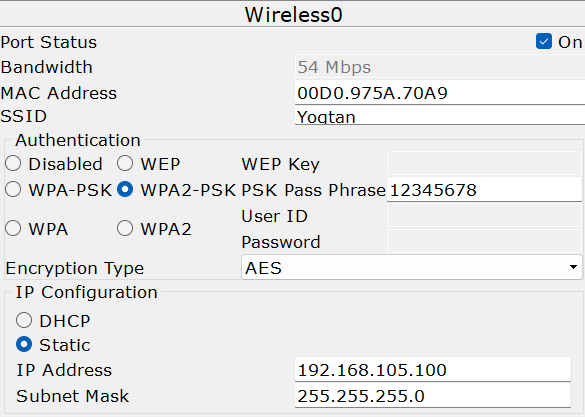 Wireless0
Port Status On
Bandwidth 54 Mbps
MAC Address 00D0.975A.70A9
SSID Yogtan
Authentication
Disabled WEP WEP Key
WPA-PSK WPA2-PSK PSK Pass Phrase 12345678
User ID
WPA WPA2
Password
Encryption Type AES
IP Configuration
DHCP
Static
IP Address 192.168.105.100
Subnet Mask 255.255.255.0